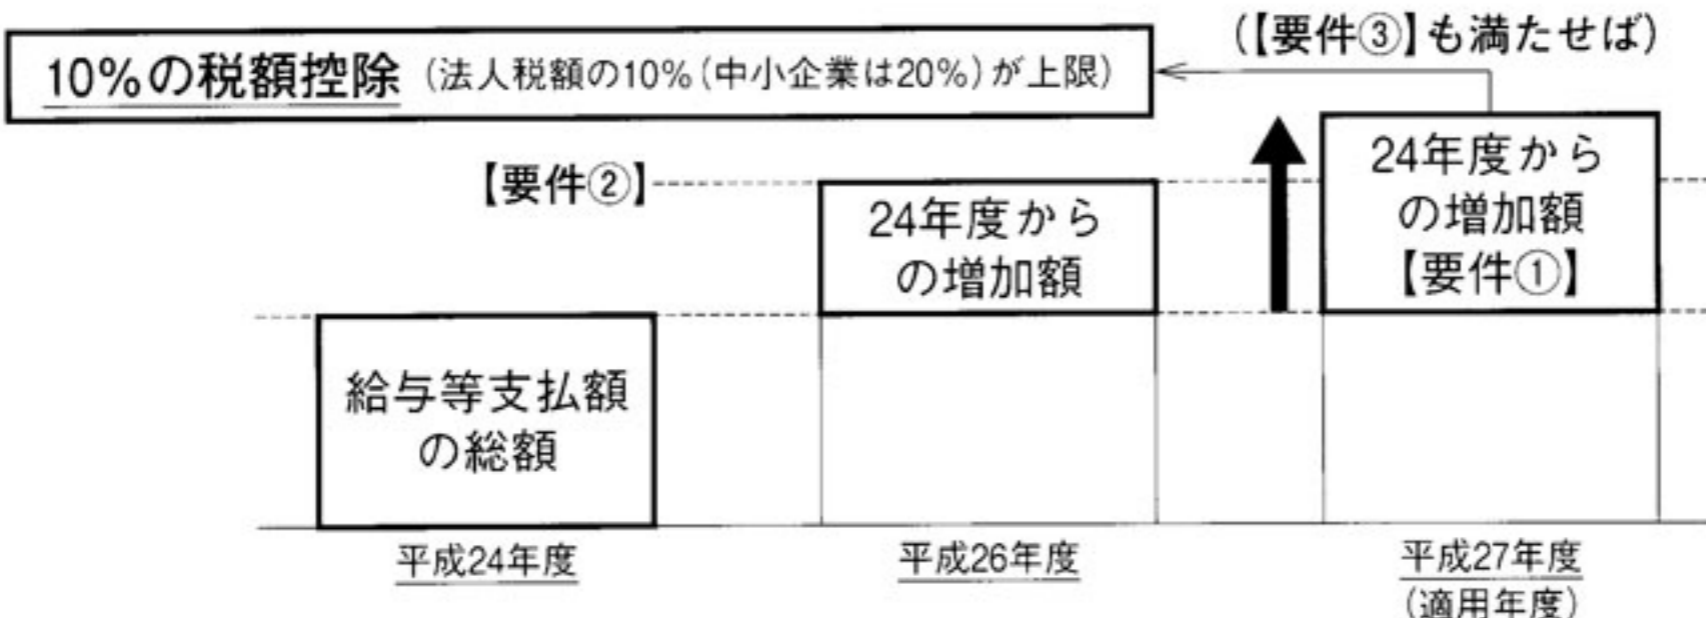 (【要件③】も満たせば)
10%の税額控除 (法人税額の10%(中小企業は20%)が上限)
【要件②】
24年度から
の増加額
24年度から
の増加額
【要件①】
給与等支払額
の総額
平成24年度
平成26年度
平成27年度
(適用年度)